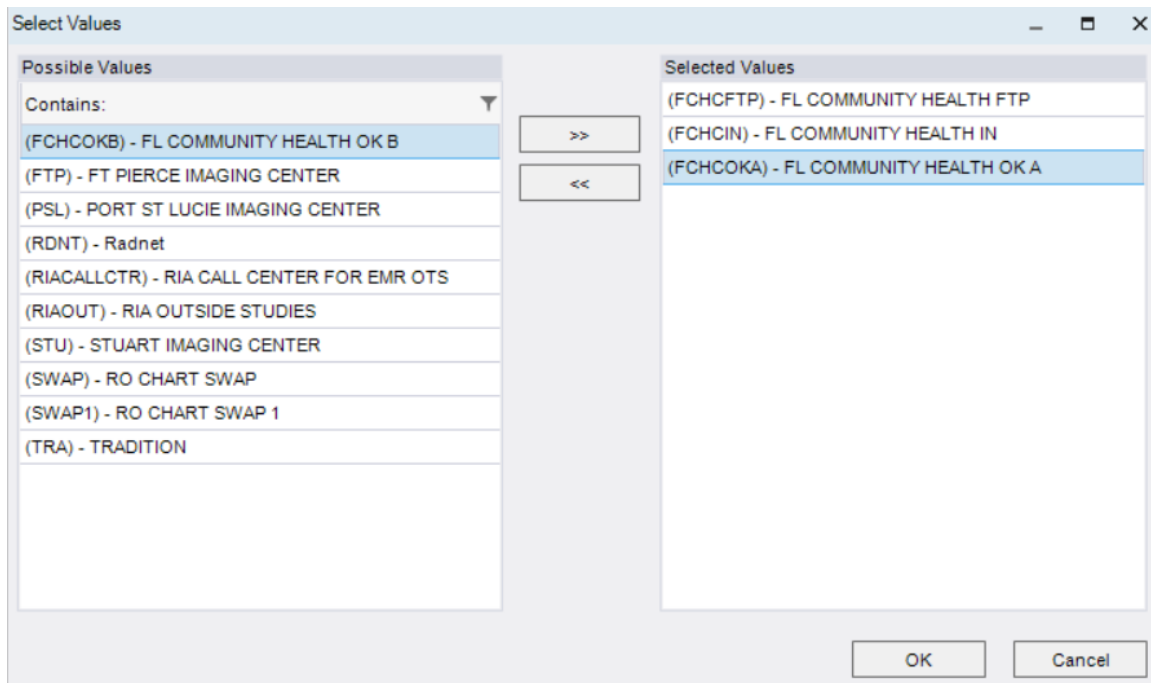 Select Values
Possible Values
Contains:
(FCHCOKB) - FL COMMUNITY HEALTH OK B
(FTP) - FT PIERCE IMAGING CENTER
(PSL) - PORT ST LUCIE IMAGING CENTER
(RDNT) - Radnet
(RIACALLCTR) - RIA CALL CENTER FOR EMR OTS
(RIAOUT) - RIA OUTSIDE STUDIES
(STU) - STUART IMAGING CENTER
(SWAP) - RO CHART SWAP
(SWAP1) - RO CHART SWAP 1
(TRA) - TRADITION
>>
<<
Selected Values
(FCHCFTP) - FL COMMUNITY HEALTH FTP
(FCHCIN) - FL COMMUNITY HEALTH IN
(FCHCOKA) - FL COMMUNITY HEALTH OK A
OK
Cancel